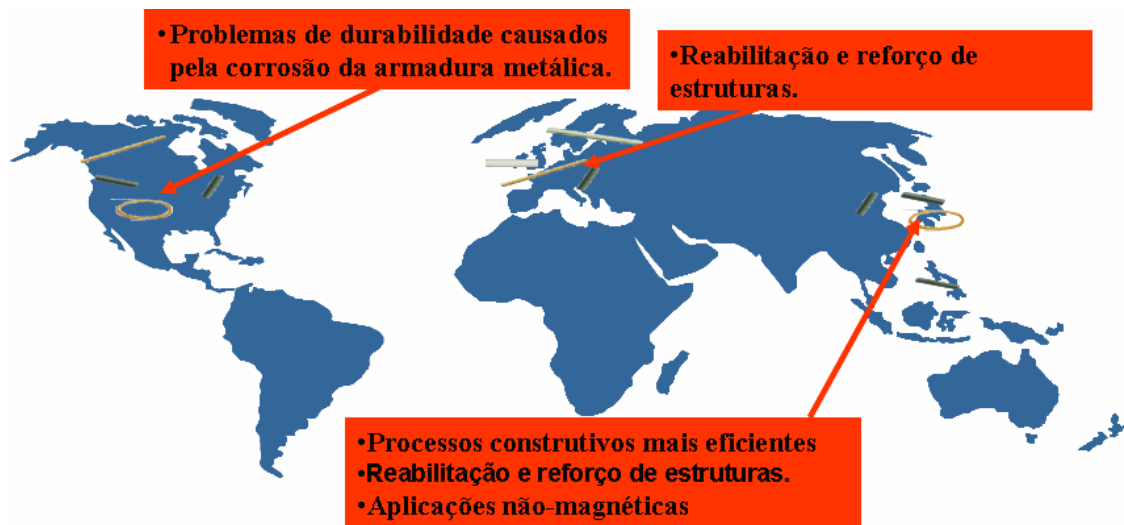 •Problemas de durabilidade causados
pela corrosão da armadura metálica.
•Reabilitação e reforço de
estruturas.
•Processos construtivos mais eficientes
•Reabilitação e reforço de estruturas.
•Aplicações não-magnéticas